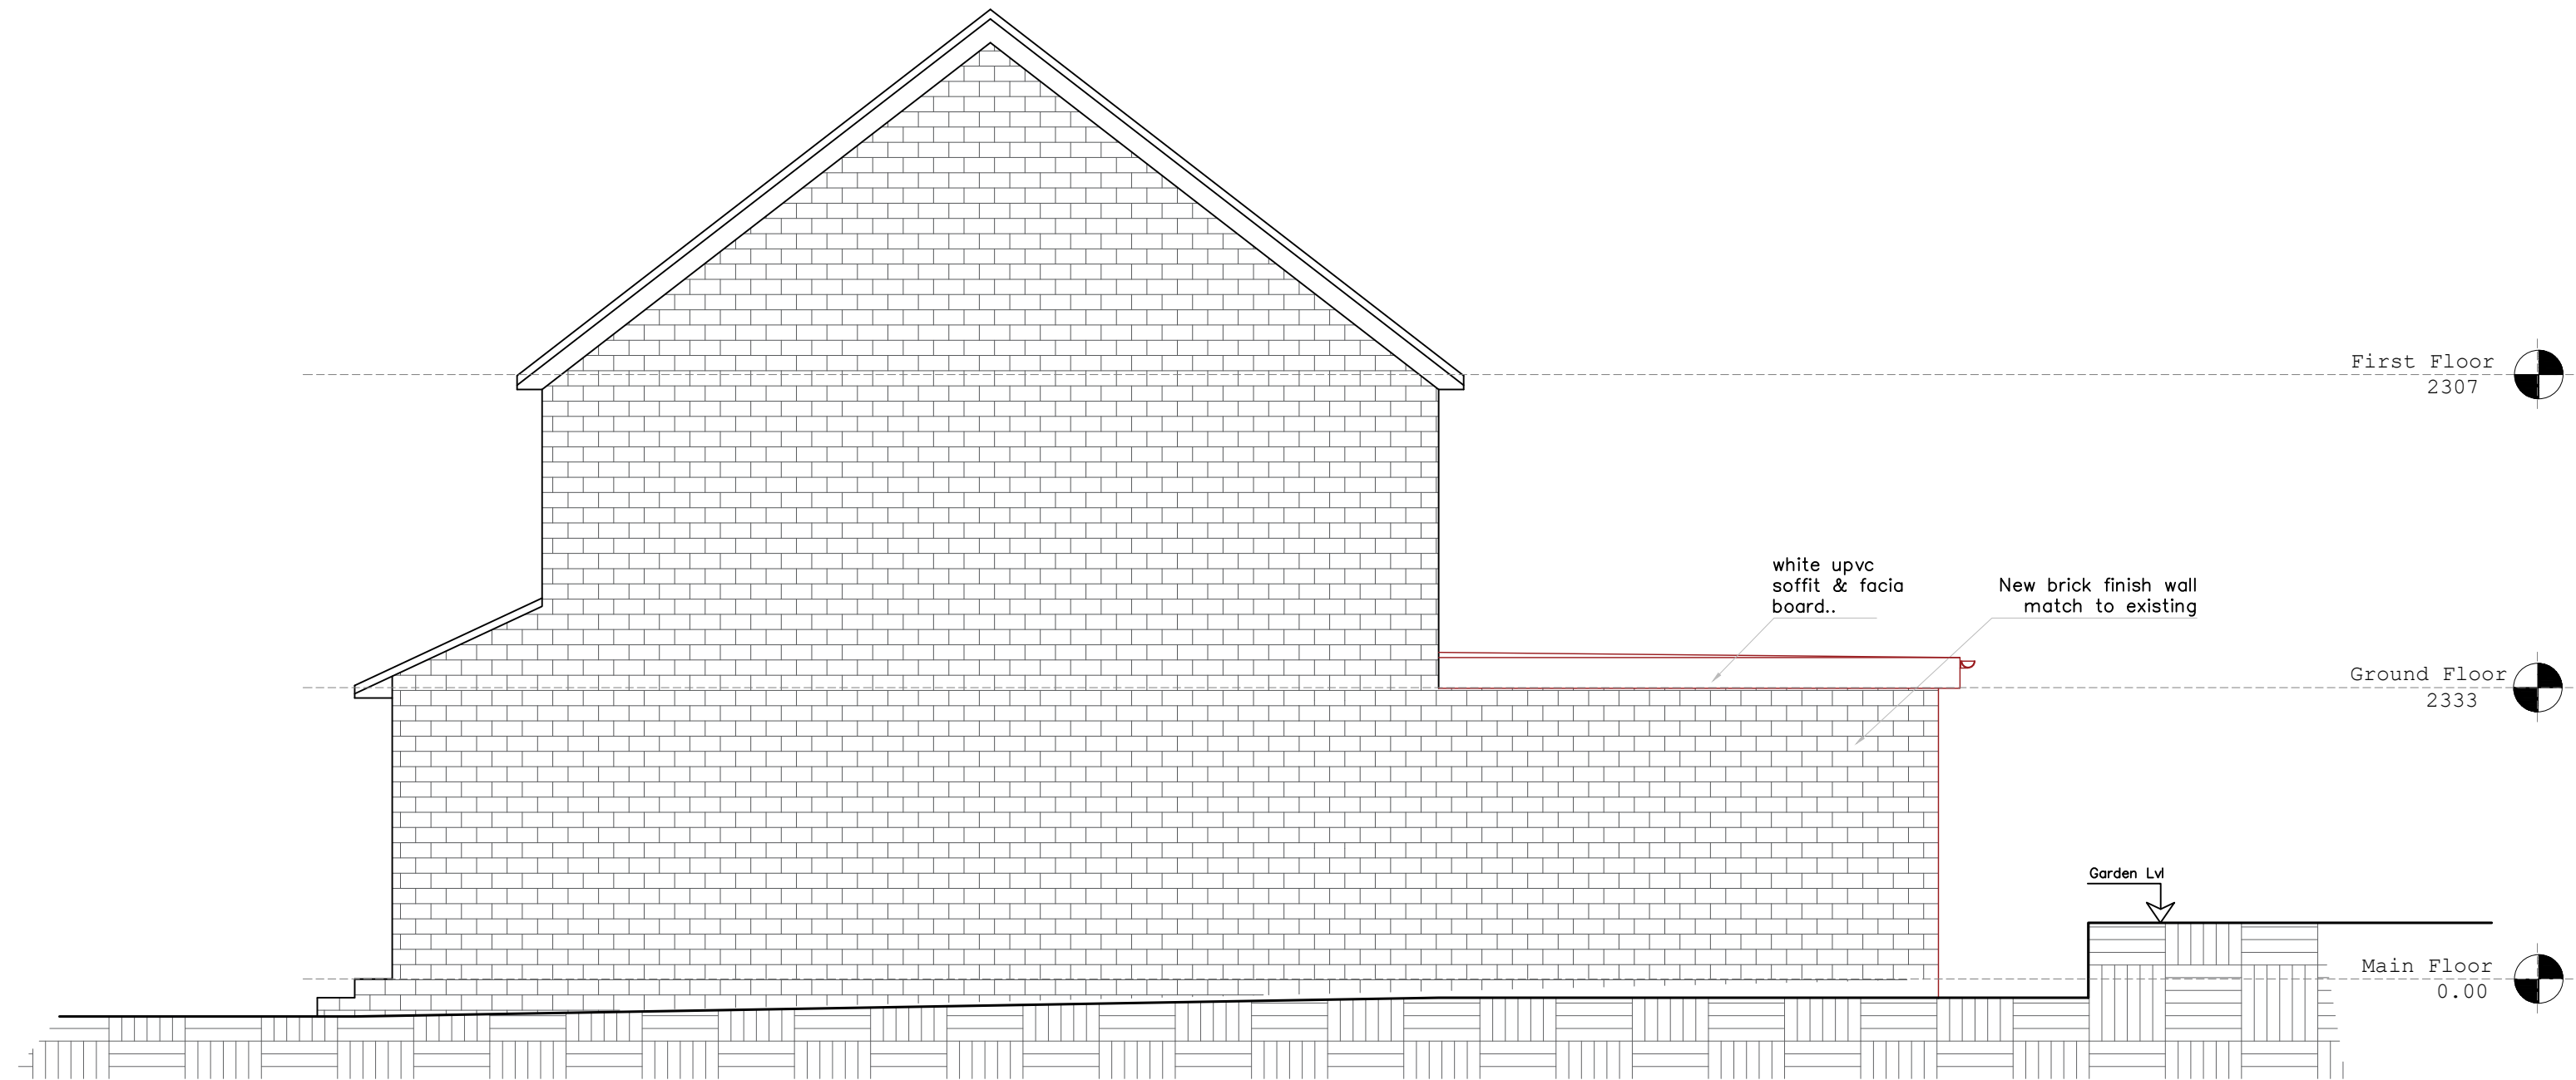 First Floor
2307
white upvc
soffit & facia
board..
New brick finish wall
match to existing
Ground Floor
2333
Garden Lvl
Main Floor
0.00